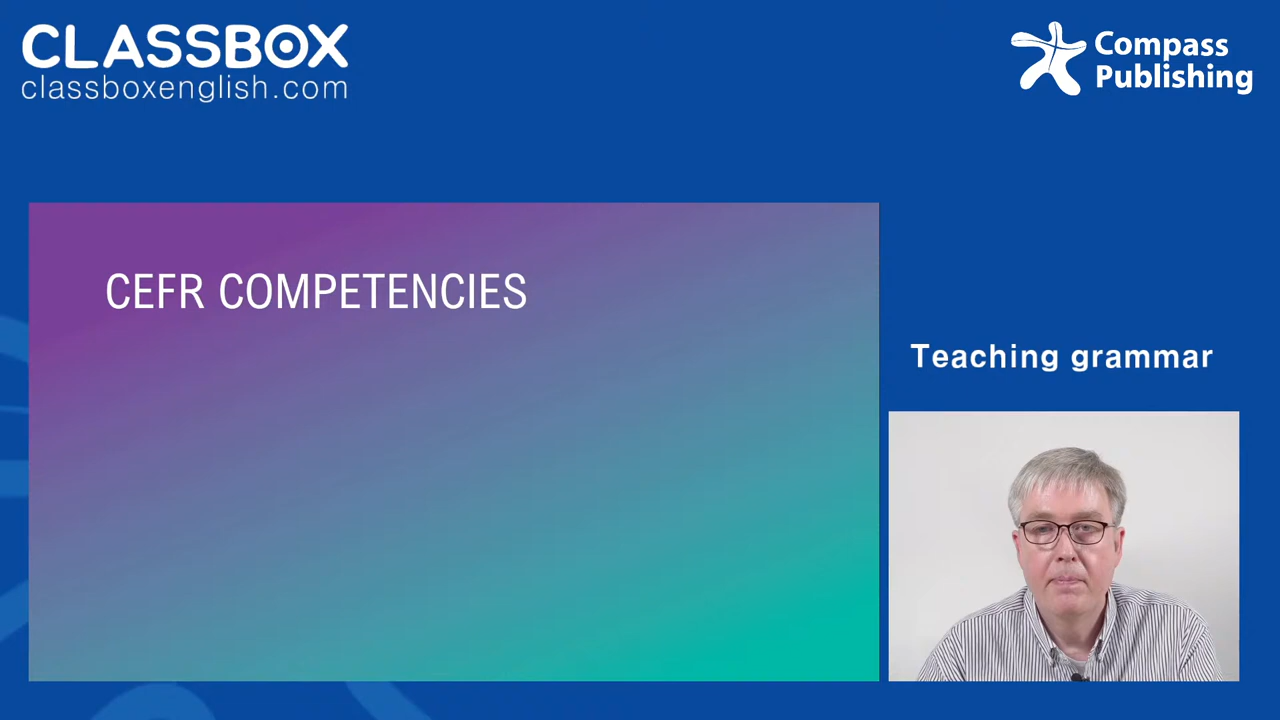 CLASSBOX
classboxenglish.com
Compass
Publishing
CEFR COMPETENCIES
Teaching grammar